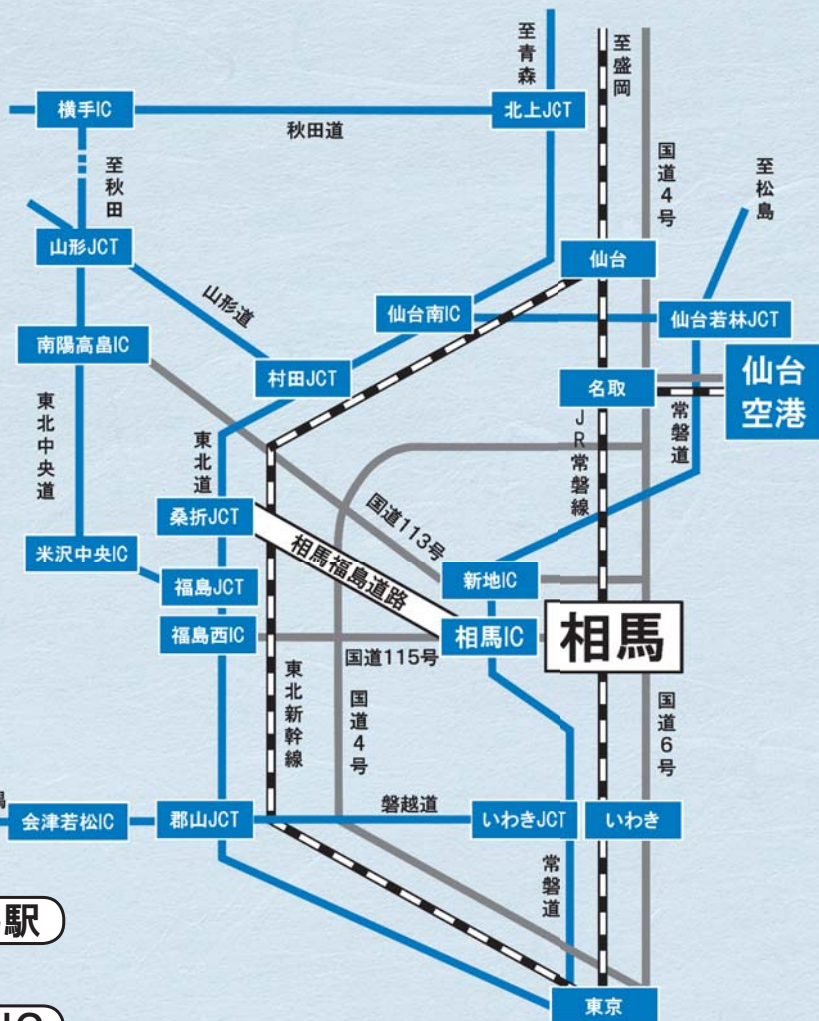 至青森
至盛岡
横手IC
北上JCT
秋田道
至秋田
国道4号
至松島
山形JCT
仙台
山形道
仙台南IC
仙台若林JCT
南陽高畠IC
村田JCT
名取
仙台
空港
東北中央道
東北道
JR常磐線
常磐道
桑折JCT
国道113号
米沢中央IC
相馬福島道路
福島JCT
新地IC
福島西IC
相馬IC
相馬
国道115号
東北新幹線
国道4号
国道6号
会津若松IC
郡山JCT
磐越道
いわきJCT
いわき
常磐道
駅
東京